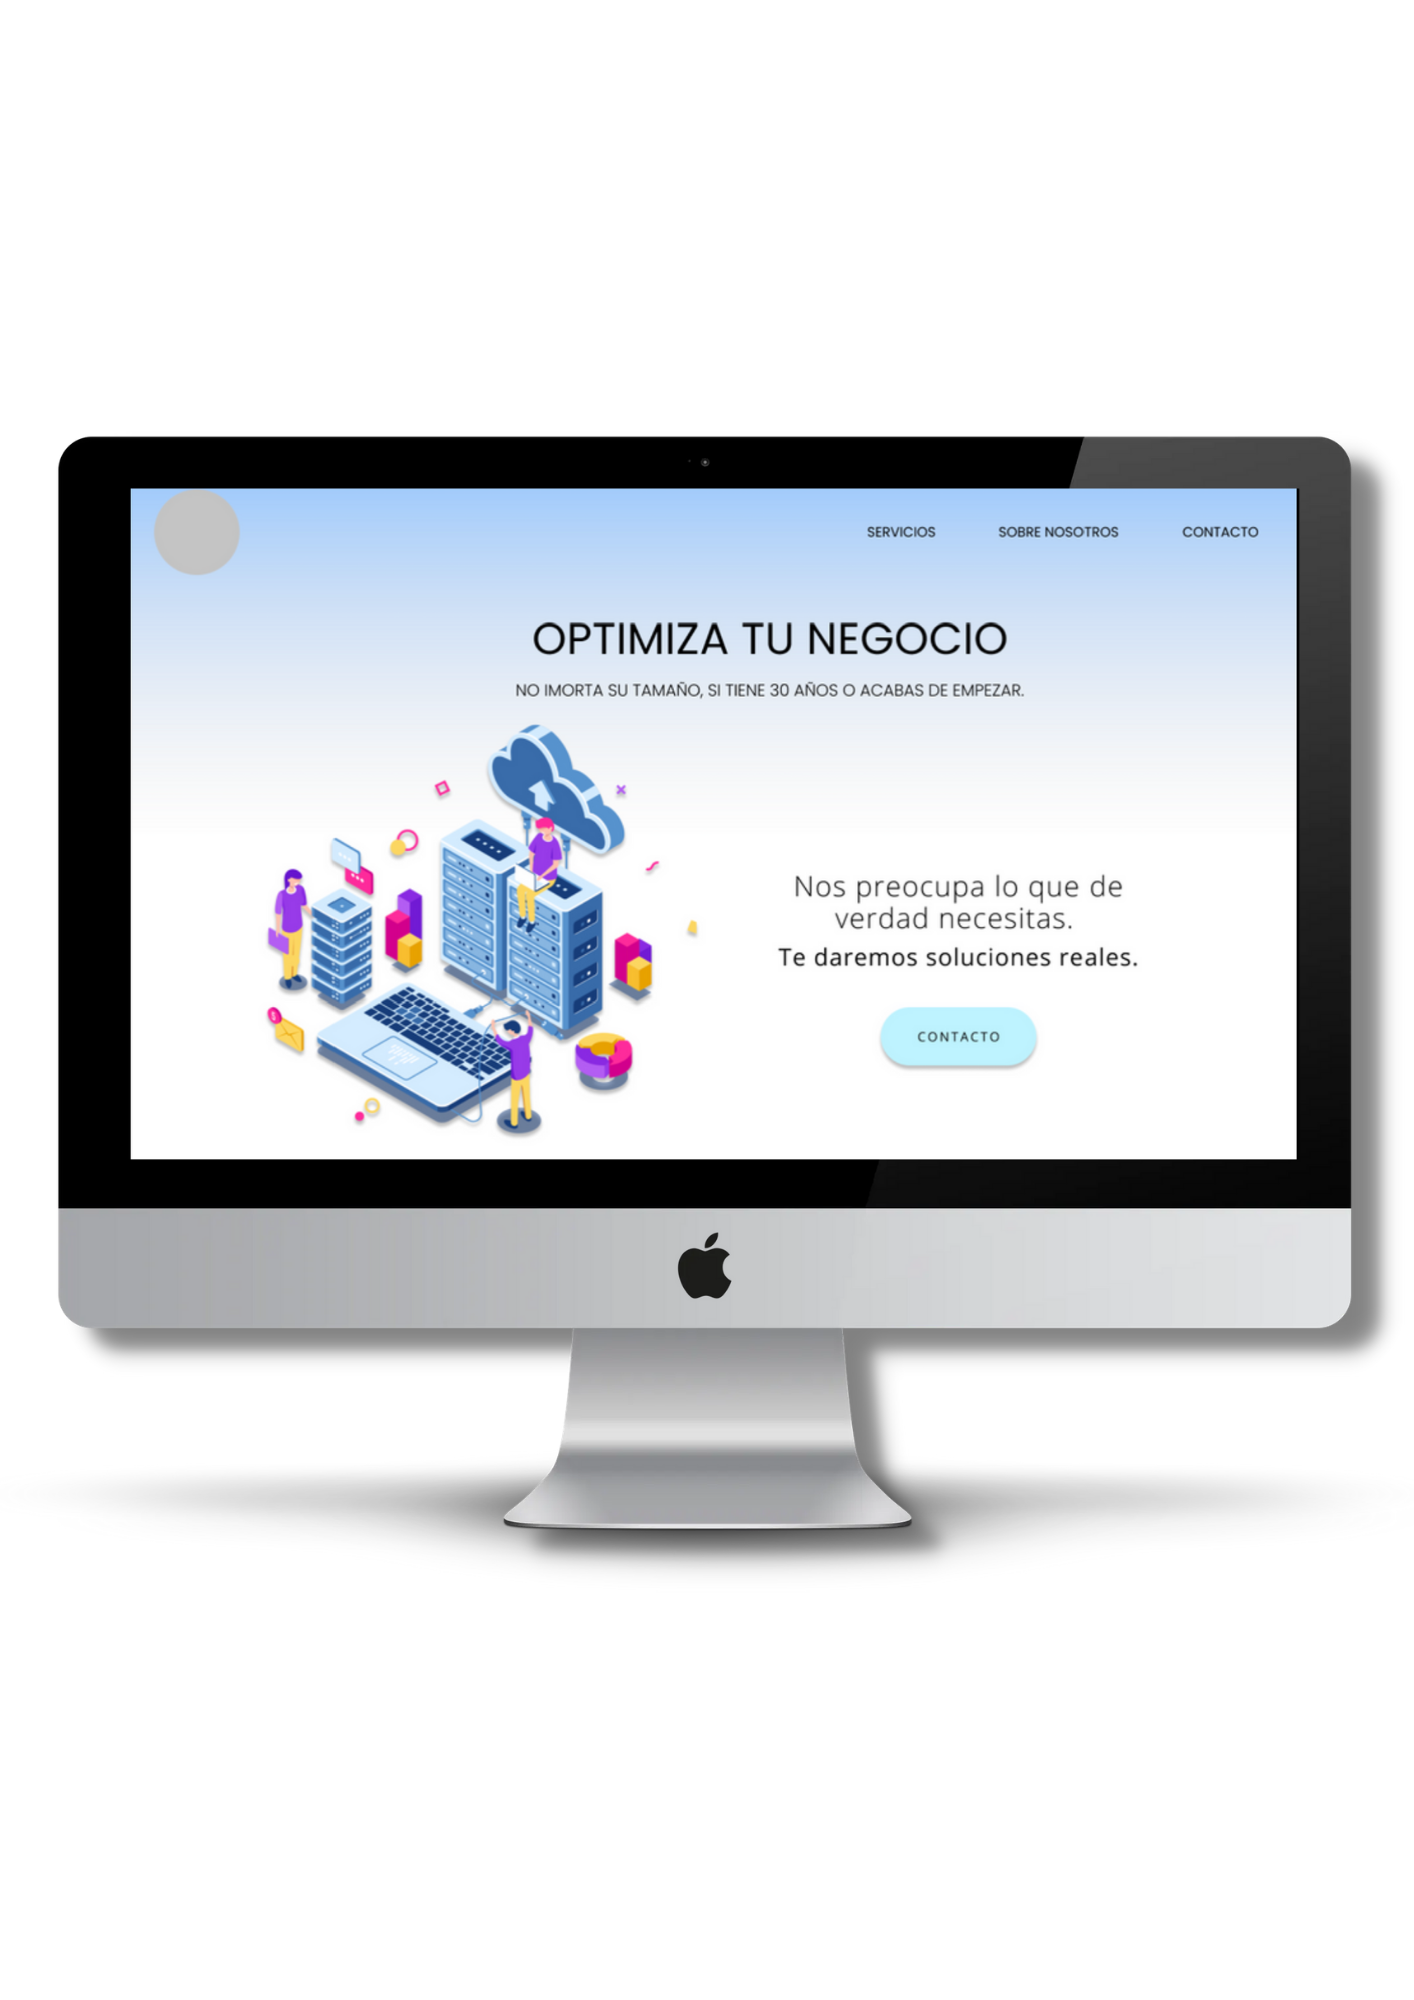 SERVICIOS SOBRE NOSOTROS CONTACTO
OPTIMIZA TU NEGOCIO
NO IMORTA SU TAMAÑO, SI TIENE 30 AÑOS O ACABAS DE EMPEZAR.
Nos preocupa lo que de
verdad necesitas.
Te daremos soluciones reales.
CONTACTO